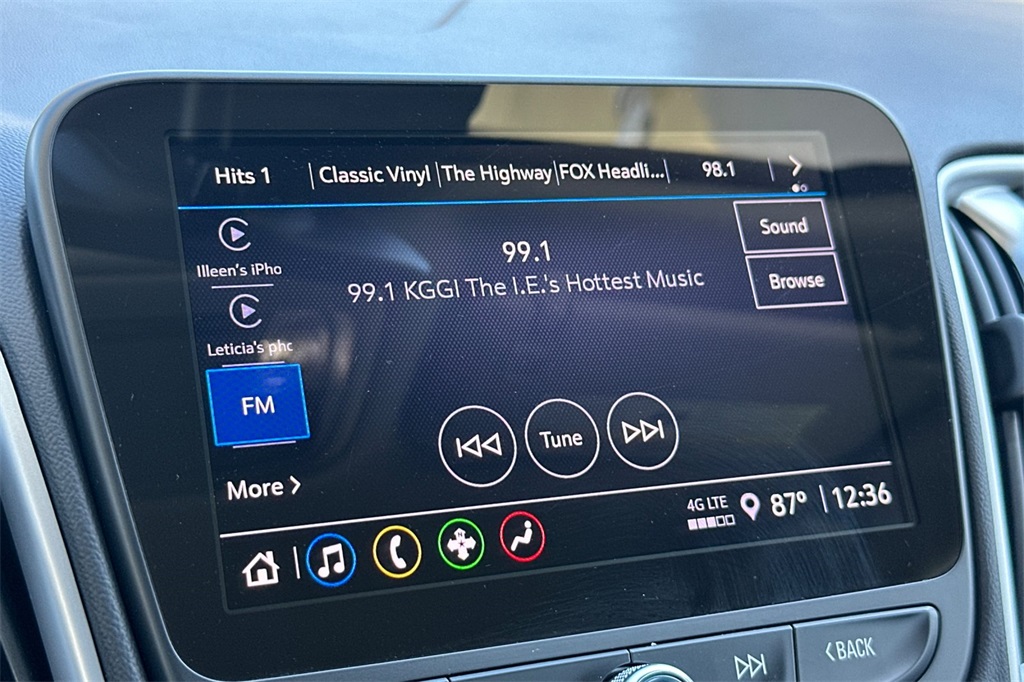 Hits 1 Classic Vinyl The Highway FOX Headli... 98.1
Illeen's iPho
Leticia's phc
FM
More
99.1
99.1 KGGI The I.E.'s Hottest Music
Sound
Browse
Tune
4G LTE 87° 12:36
BACK